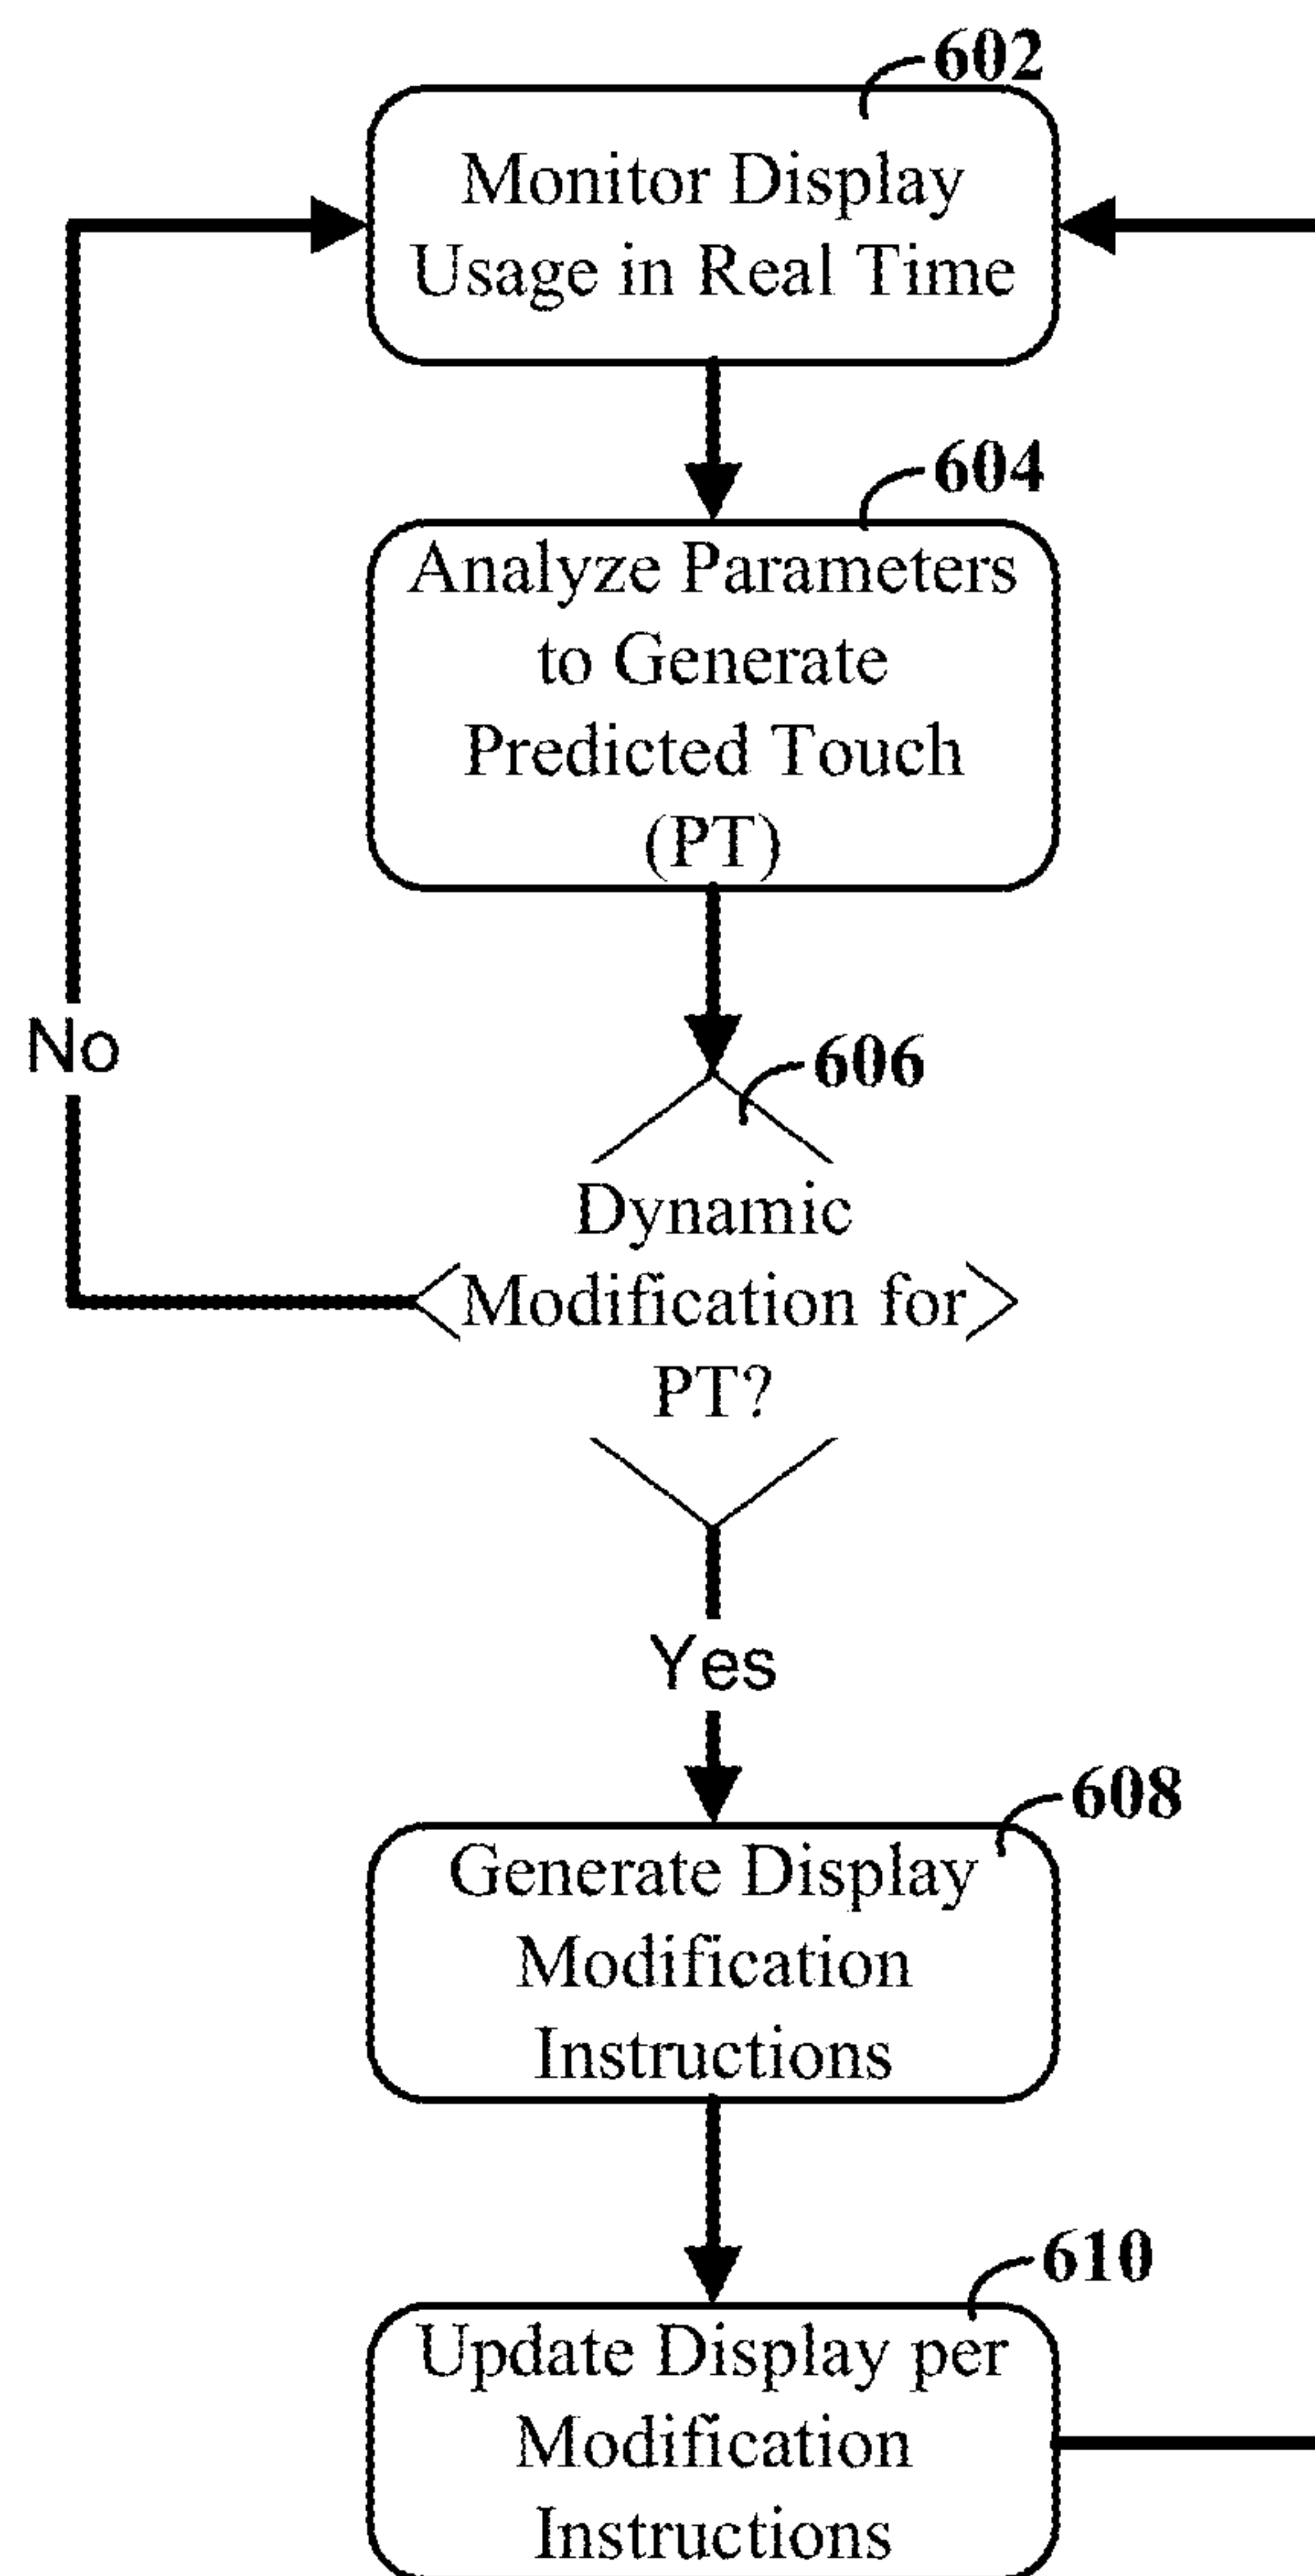 602
Monitor Display
Usage in Real Time
604
Analyze Parameters
to Generate
Predicted Touch
(PT)
No
606
Dynamic
Modification for
PT?
Yes
608
Generate Display
Modification
Instructions
610
Update Display per
Modification
Instructions